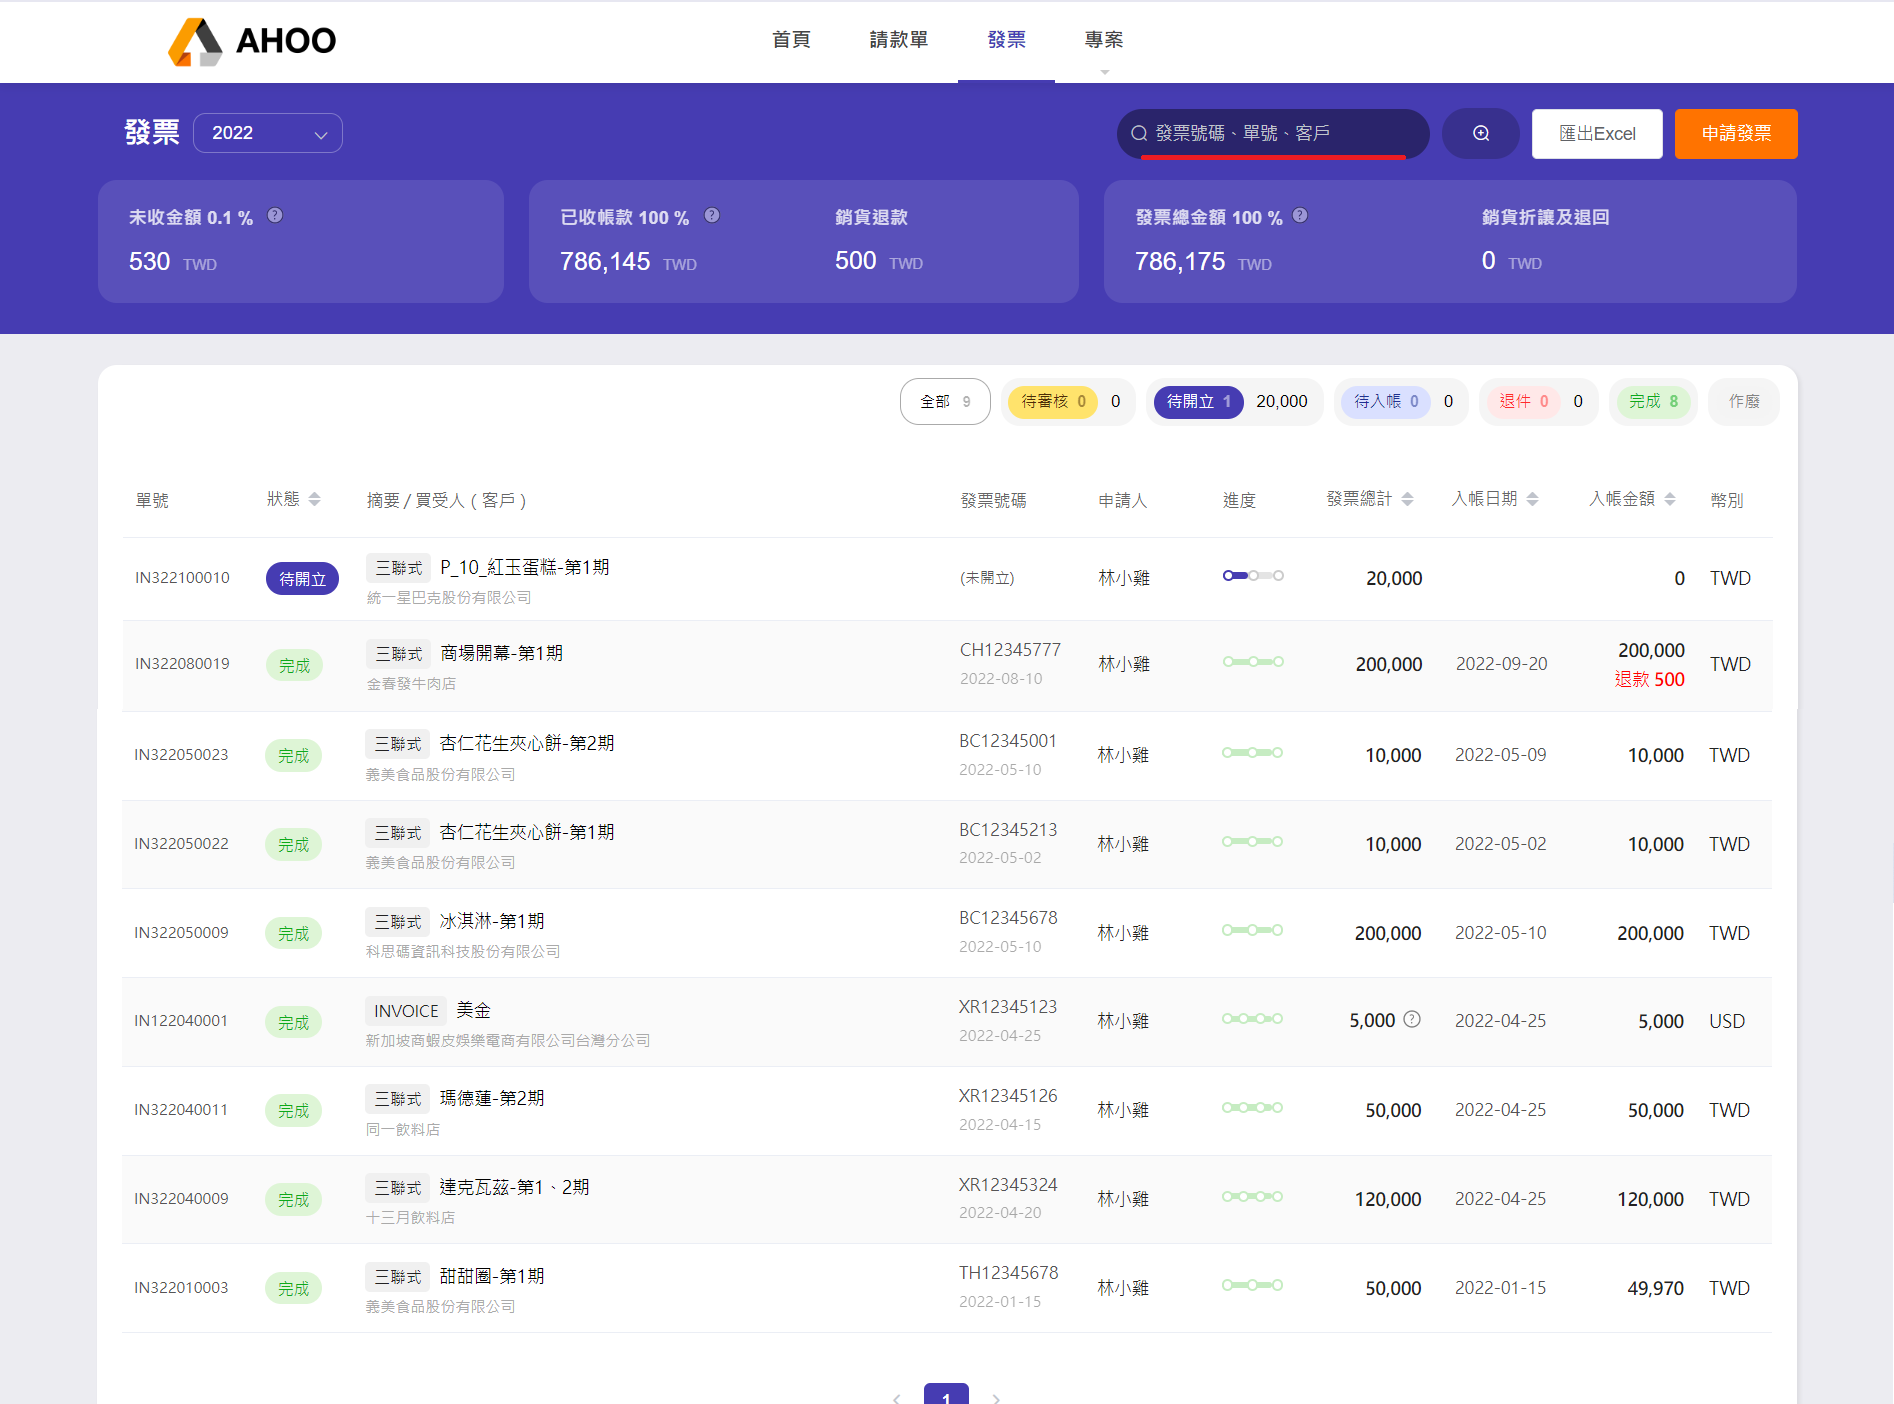 AHOO
首頁 請款單 發票 專案
發票 2022 發票號碼、單號、客戶 匯出Excel 申請發票
未收金額 0.1 % 已收帳款 100 % 銷貨退款 發票總金額 100 % 銷貨折讓及退回
530 TWD 786,145 TWD 500 TWD 786,175 TWD 0 TWD
全部 9 待審核 0 0 待開立 1 20,000 待入帳 0 0 退件 0 0 完成 8 作廢
單號 狀態 摘要 / 買受人 ( 客戶 ) 發票號碼 申請人 進度 發票總計 入帳日期 入帳金額 幣別
IN322100010 待開立 三聯式 P_10_紅玉蛋糕-第1期 (未開立) 林小雞 20,000 0 TWD
統一星巴克股份有限公司
IN322080019 完成 三聯式 商場開幕-第1期 CH12345777 林小雞 200,000 2022-09-20 200,000 TWD
金春發牛肉店 2022-08-10 退款 500
IN322050023 完成 三聯式 杏仁花生夾心餅-第2期 BC12345001 林小雞 10,000 2022-05-09 10,000 TWD
義美食品股份有限公司 2022-05-10
IN322050022 完成 三聯式 杏仁花生夾心餅-第1期 BC12345213 林小雞 10,000 2022-05-02 10,000 TWD
義美食品股份有限公司 2022-05-02
IN322050009 完成 三聯式 冰淇淋-第1期 BC12345678 林小雞 200,000 2022-05-10 200,000 TWD
科思碼資訊科技股份有限公司 2022-05-10
IN122040001 完成 INVOICE 美金 XR12345123 林小雞 5,000 2022-04-25 5,000 USD
新加坡商蝦皮娛樂電商有限公司台灣分公司 2022-04-25
IN322040011 完成 三聯式 瑪德蓮-第2期 XR12345126 林小雞 50,000 2022-04-25 50,000 TWD
同一飲料店 2022-04-15
IN322040009 完成 三聯式 達克瓦茲-第1、2期 XR12345324 林小雞 120,000 2022-04-25 120,000 TWD
十三月飲料店 2022-04-20
IN322010003 完成 三聯式 甜甜圈-第1期 TH12345678 林小雞 50,000 2022-01-15 49,970 TWD
義美食品股份有限公司 2022-01-15
1